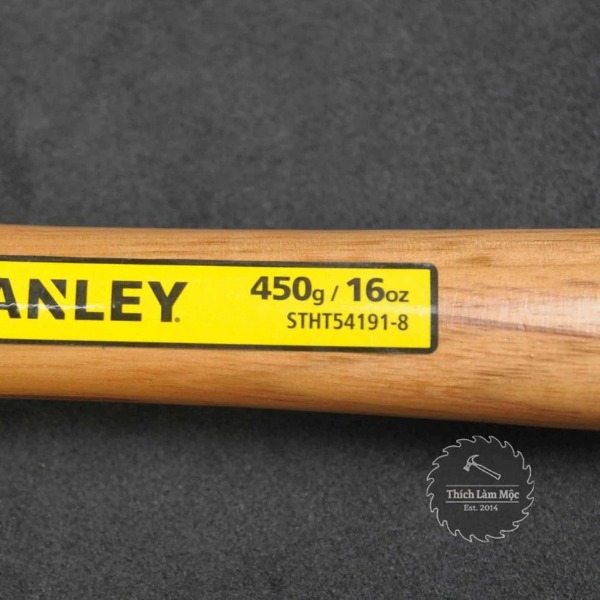 ANLEY
450g / 16oz
STHT54191-8
Thích Làm Mộc
Est. 2014